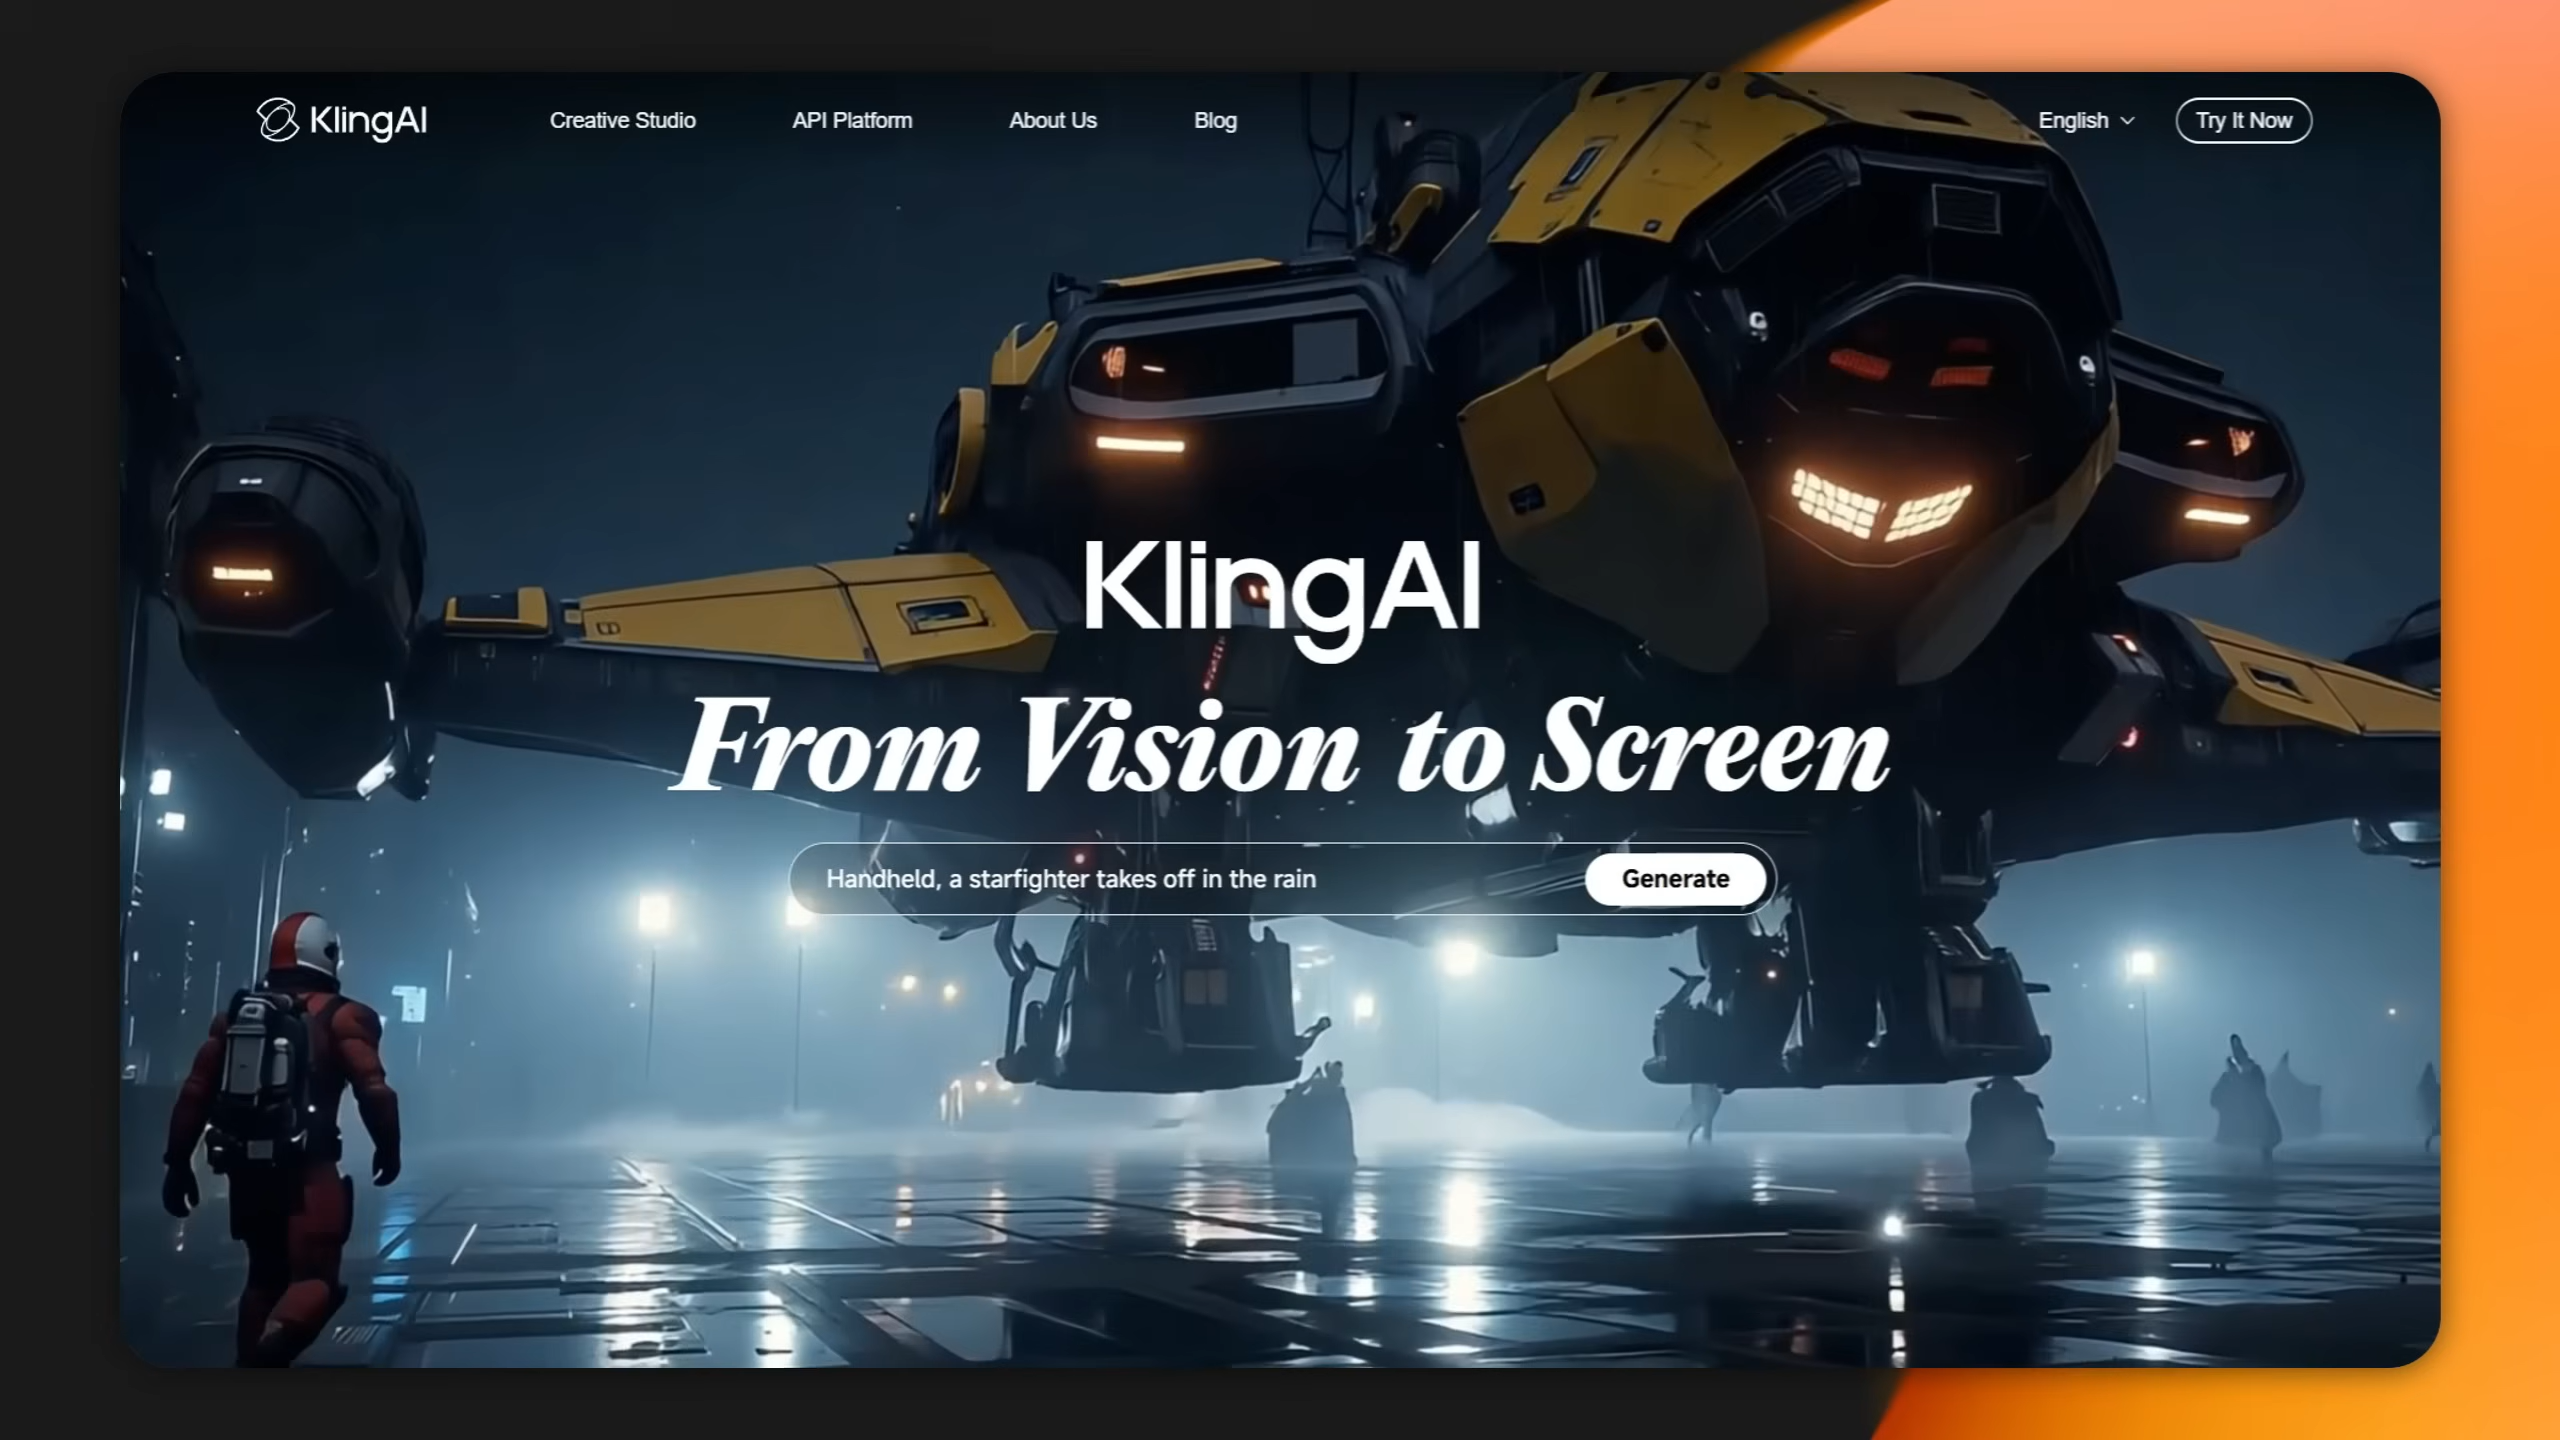 KlingAI
Creative Studio
API Platform
About Us
Blog
English
Try It Now
KlingAI
From Vision to Screen
Handheld, a starfighter takes off in the rain
Generate